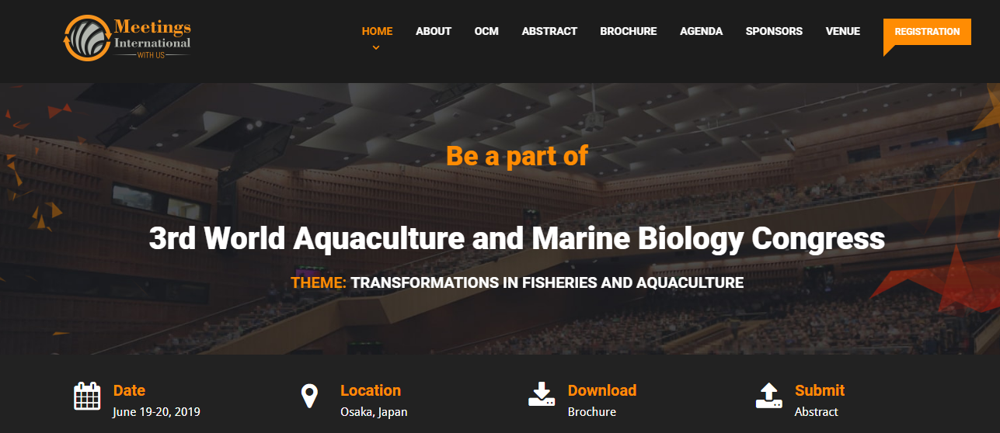 Meetings
International
WITH US
HOME ABOUT OCM ABSTRACT BROCHURE AGENDA SPONSORS VENUE REGISTRATION
Be a part of
3rd World Aquaculture and Marine Biology Congress
THEME: TRANSFORMATIONS IN FISHERIES AND AQUACULTURE
Date
June 19-20, 2019
Location
Osaka, Japan
Download
Brochure
Submit
Abstract